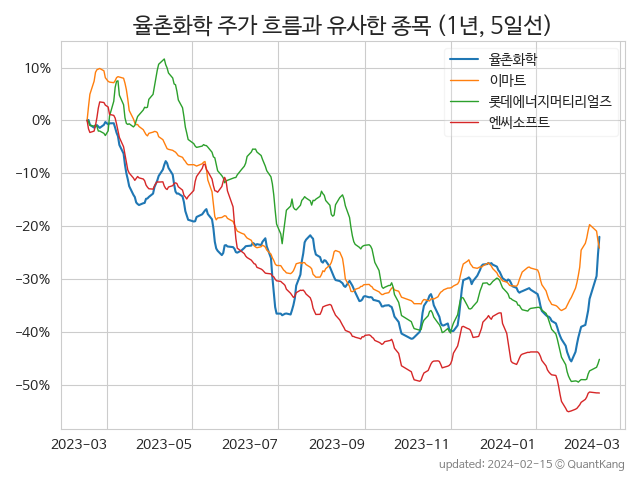 율촌화학 주가 흐름과 유사한 종목 (1년, 5일선)
율촌화학
이마트
롯데에너지머티리얼즈
엔씨소프트
10%
0%
−10%
−20%
−30%
−40%
−50%
2023-03 2023-05 2023-07 2023-09 2023-11 2024-01 2024-03
updated: 2024-02-15 © QuantKang